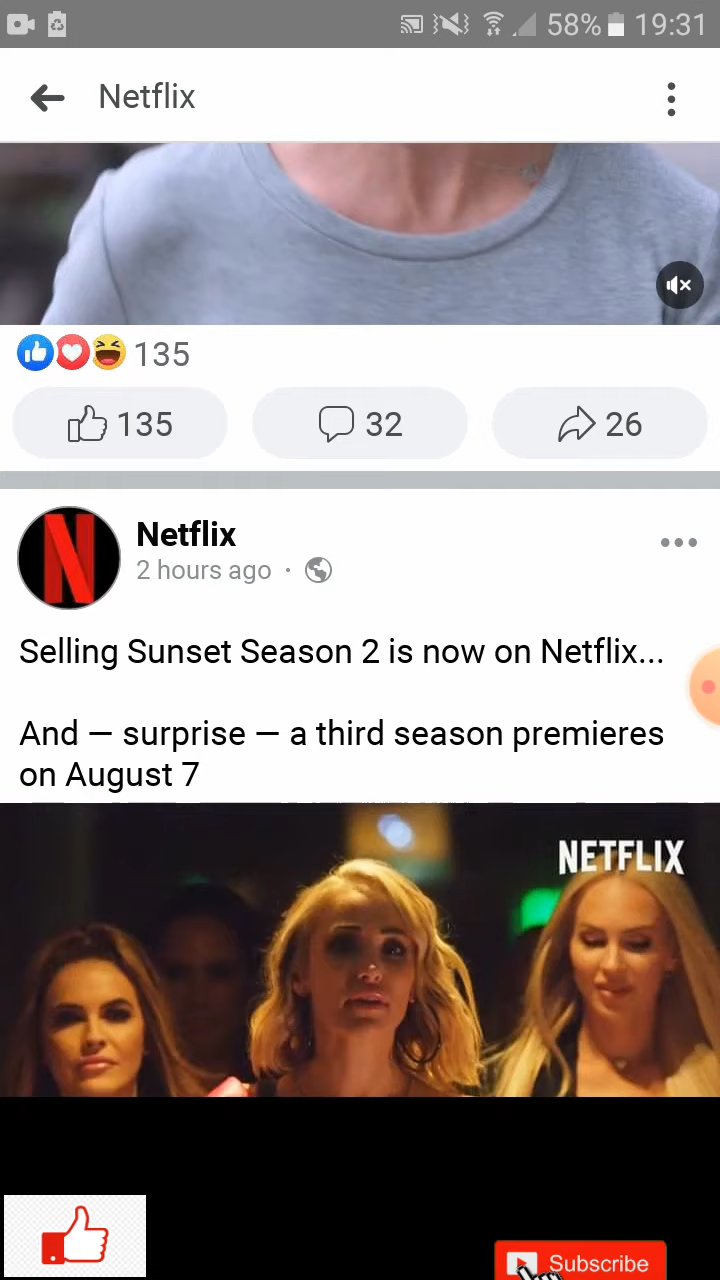 58% 19:31
Netflix
135
135 32 26
N Netflix
2 hours ago ·
Selling Sunset Season 2 is now on Netflix...
And — surprise — a third season premieres
on August 7
NETFLIX
Subscribe